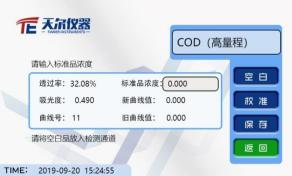 TE 天尔仪器
TIANER INSTRUMENTS
COD（高量程）
请输入标准品浓度:
透过率: 32.08% 标准品浓度: 0.000
吸光度: 0.490 新曲线值: 0.000
曲线号: 11 旧曲线值: 0.000
请将空白品放入检测通道
空 白
校 准
保 存
返 回
TIME: 2019-09-20 15:24:55